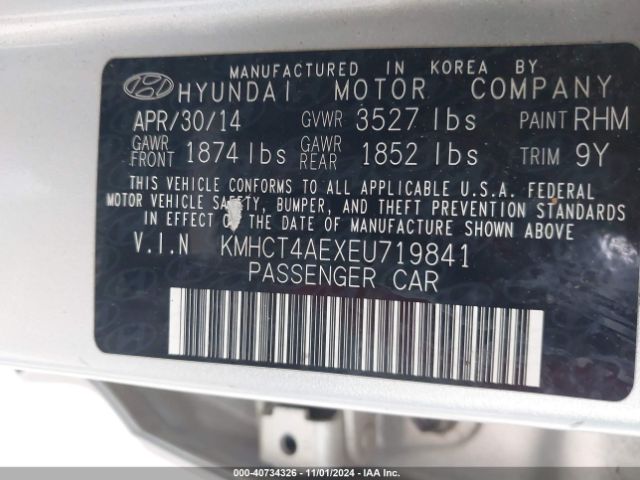 MANUFACTURED IN KOREA BY
HYUNDAI MOTOR COMPANY
APR/30/14 GVWR 3527 lbs PAINT RHM
GAWR FRONT 1874 lbs GAWR REAR 1852 lbs TRIM 9Y
THIS VEHICLE CONFORMS TO ALL APPLICABLE U.S.A. FEDERAL
MOTOR VEHICLE SAFETY, BUMPER, AND THEFT PREVENTION STANDARDS
IN EFFECT ON THE DATE OF MANUFACTURE SHOWN ABOVE.
V.I.N KMHCT4AEXEU719841
PASSENGER CAR
000-40734326 - 11/01/2024 - IAAI.COM